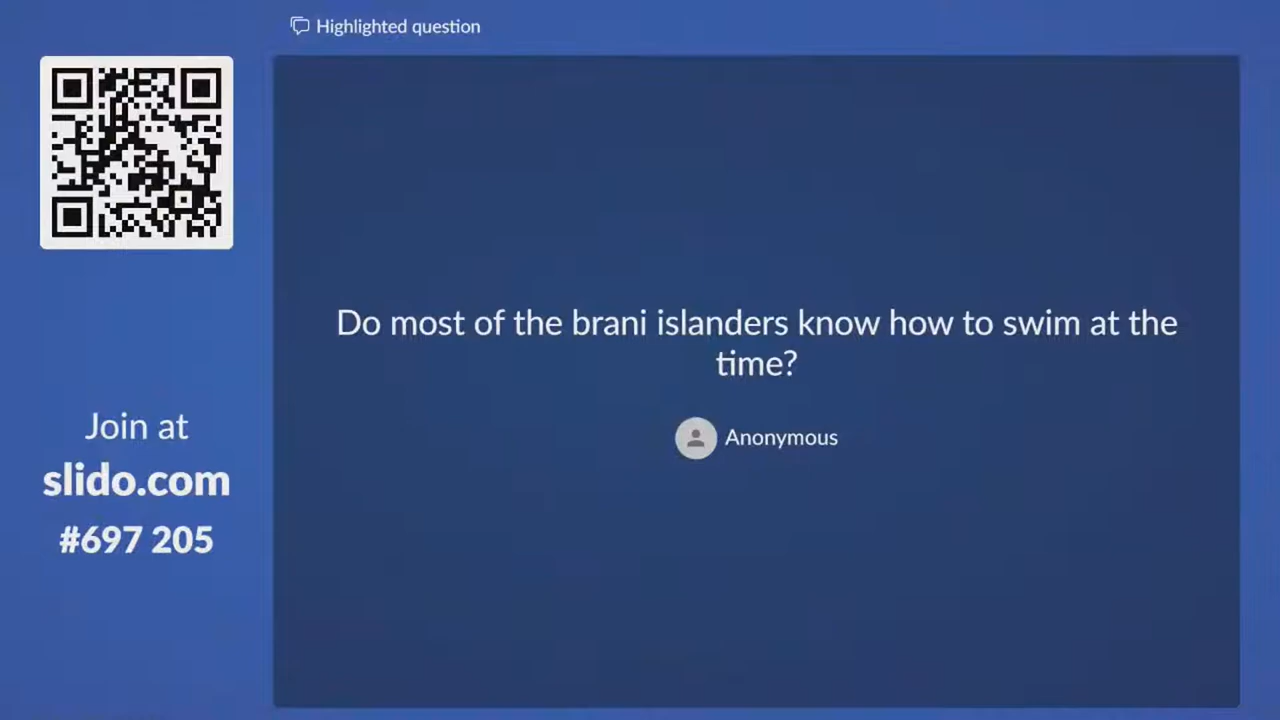 Highlighted question
Do most of the brani islanders know how to swim at the
time?
Anonymous
Join at
slido.com
#697 205